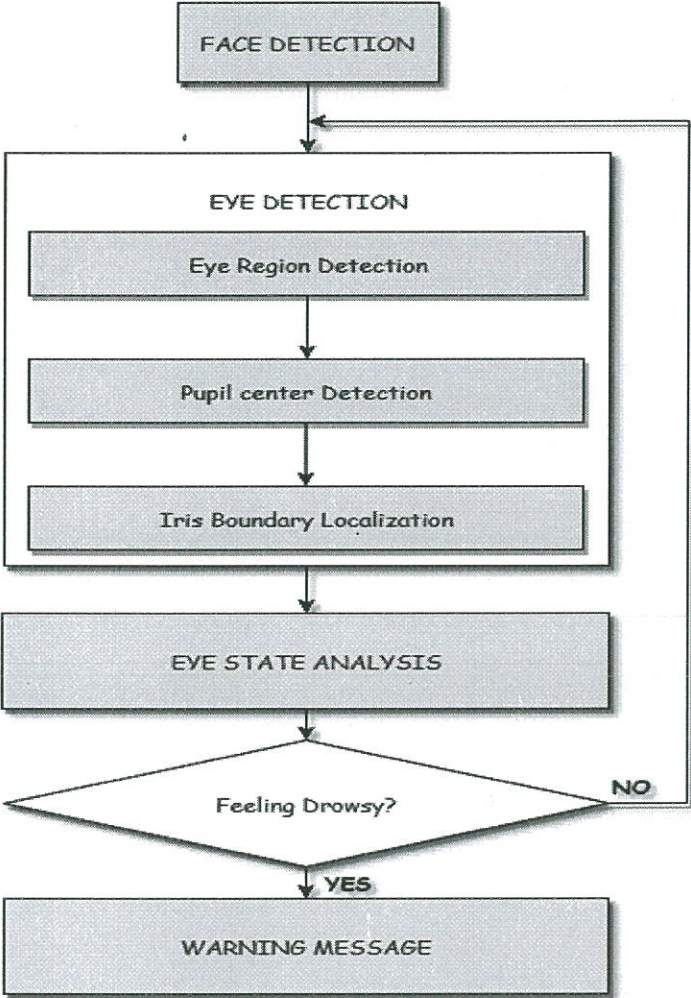 FACE DETECTION
EYE DETECTION
Eye Region Detection
Pupil center Detection
Iris Boundary Localization
EYE STATE ANALYSIS
Feeling Drowsy?
NO
YES
WARNING MESSAGE